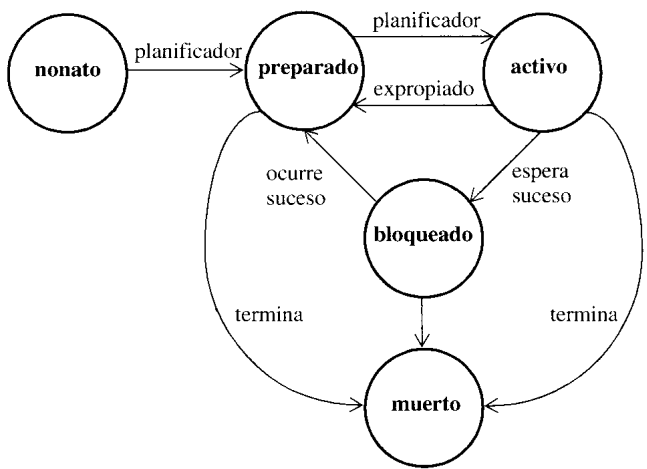 planificador
planificador
nonato
preparado
activo
expropiado
ocurre
suceso
espera
suceso
bloqueado
termina
termina
muerto